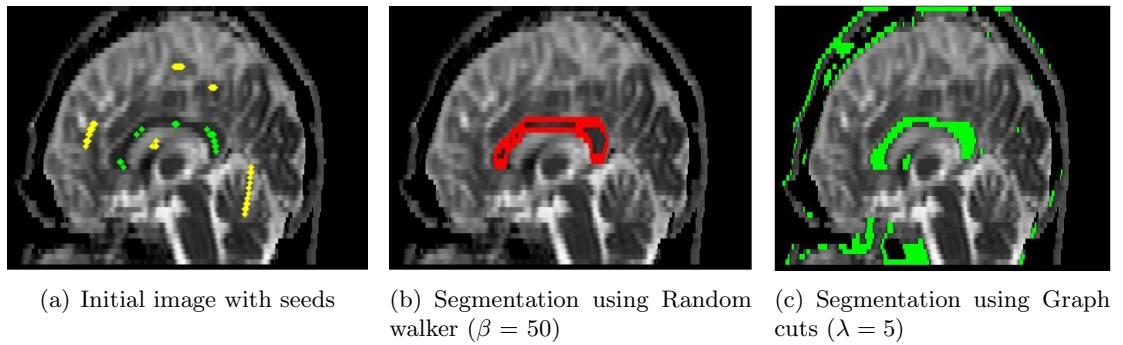 (a) Initial image with seeds
(b) Segmentation using Random
walker (β = 50)
(c) Segmentation using Graph
cuts (λ = 5)